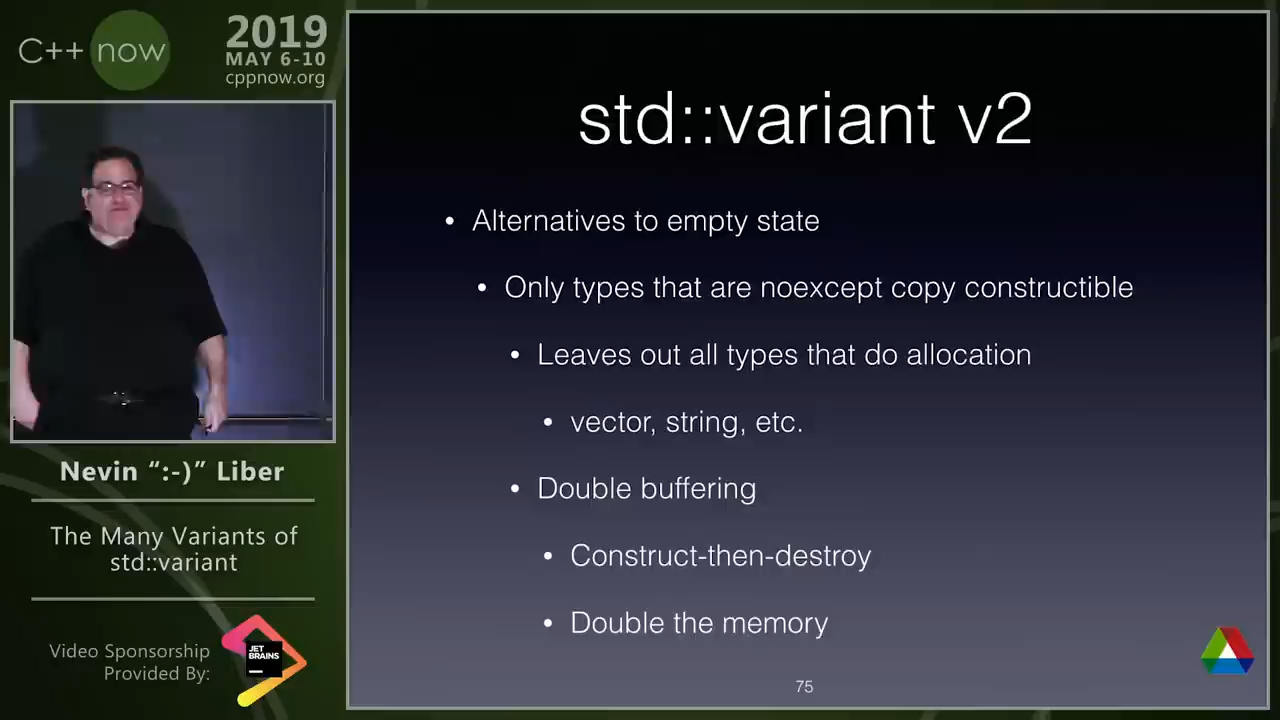 C++ now
2019
MAY 6-10
cppnow.org
std::variant v2
• Alternatives to empty state
• Only types that are noexcept copy constructible
• Leaves out all types that do allocation
• vector, string, etc.
• Double buffering
• Construct-then-destroy
• Double the memory
75
Nevin “:-)” Liber
The Many Variants of
std::variant
Video Sponsorship
Provided By:
JET
BRAINS